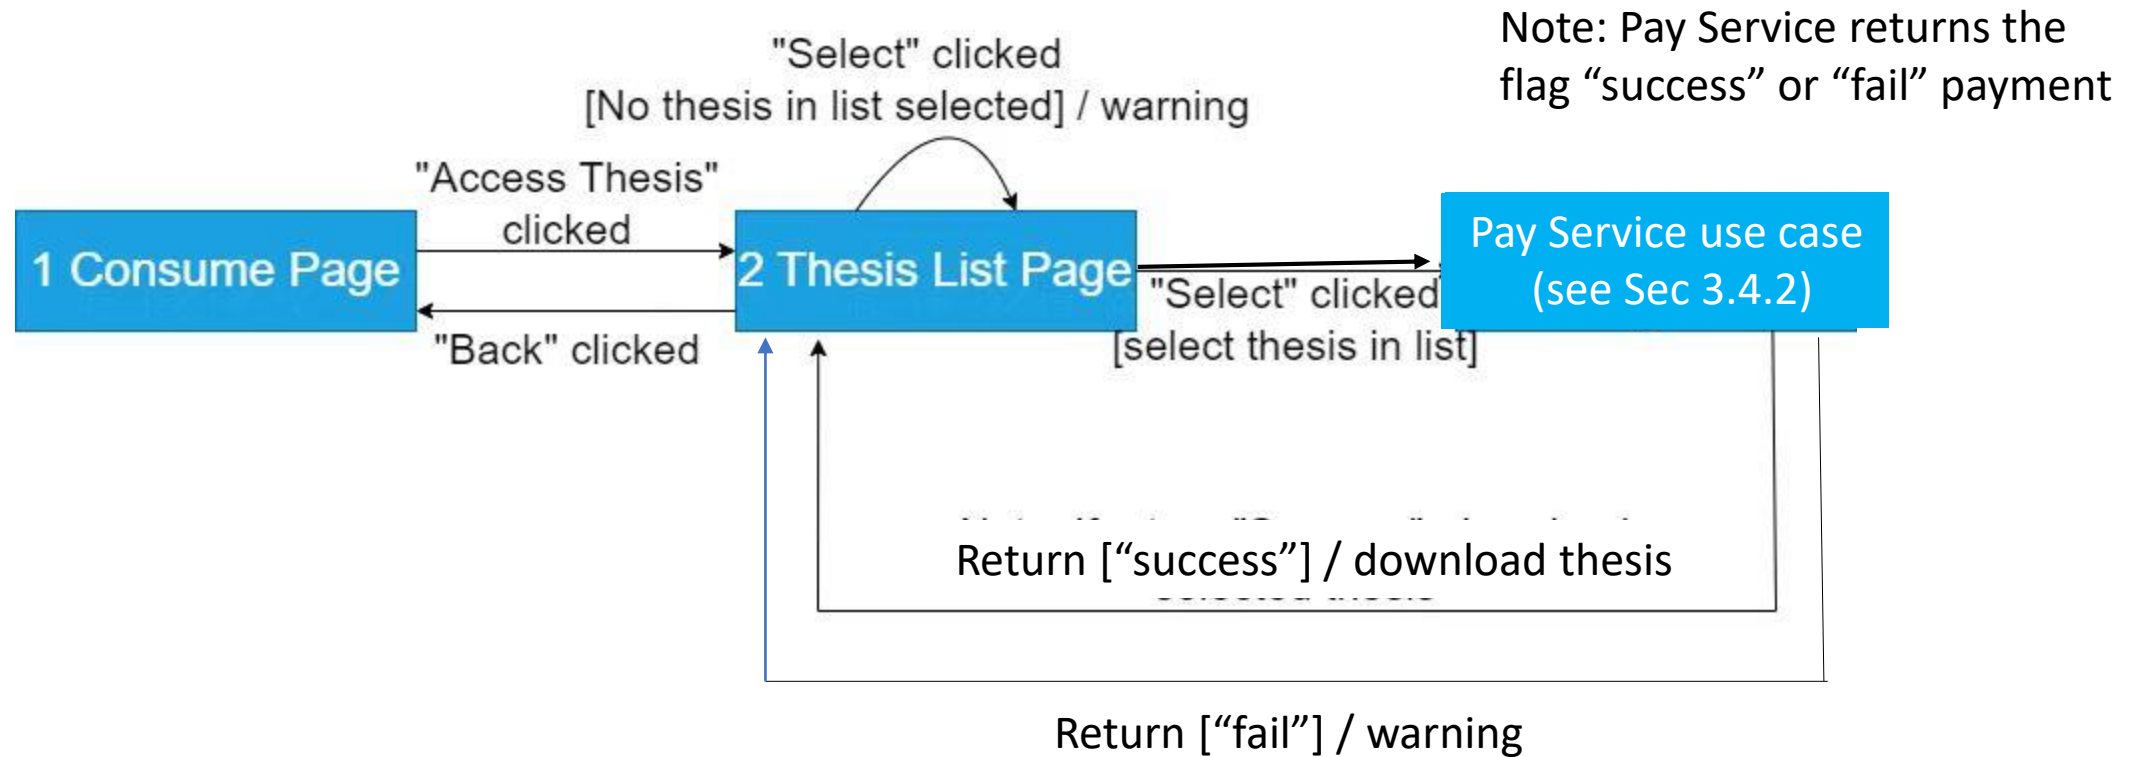 Note: Pay Service returns the
flag “success” or “fail” payment
"Select" clicked
[No thesis in list selected] / warning
"Access Thesis"
clicked
1 Consume Page
2 Thesis List Page
Pay Service use case
(see Sec 3.4.2)
"Back" clicked
"Select" clicked
[select thesis in list]
Return [“success”] / download thesis
Return [“fail”] / warning